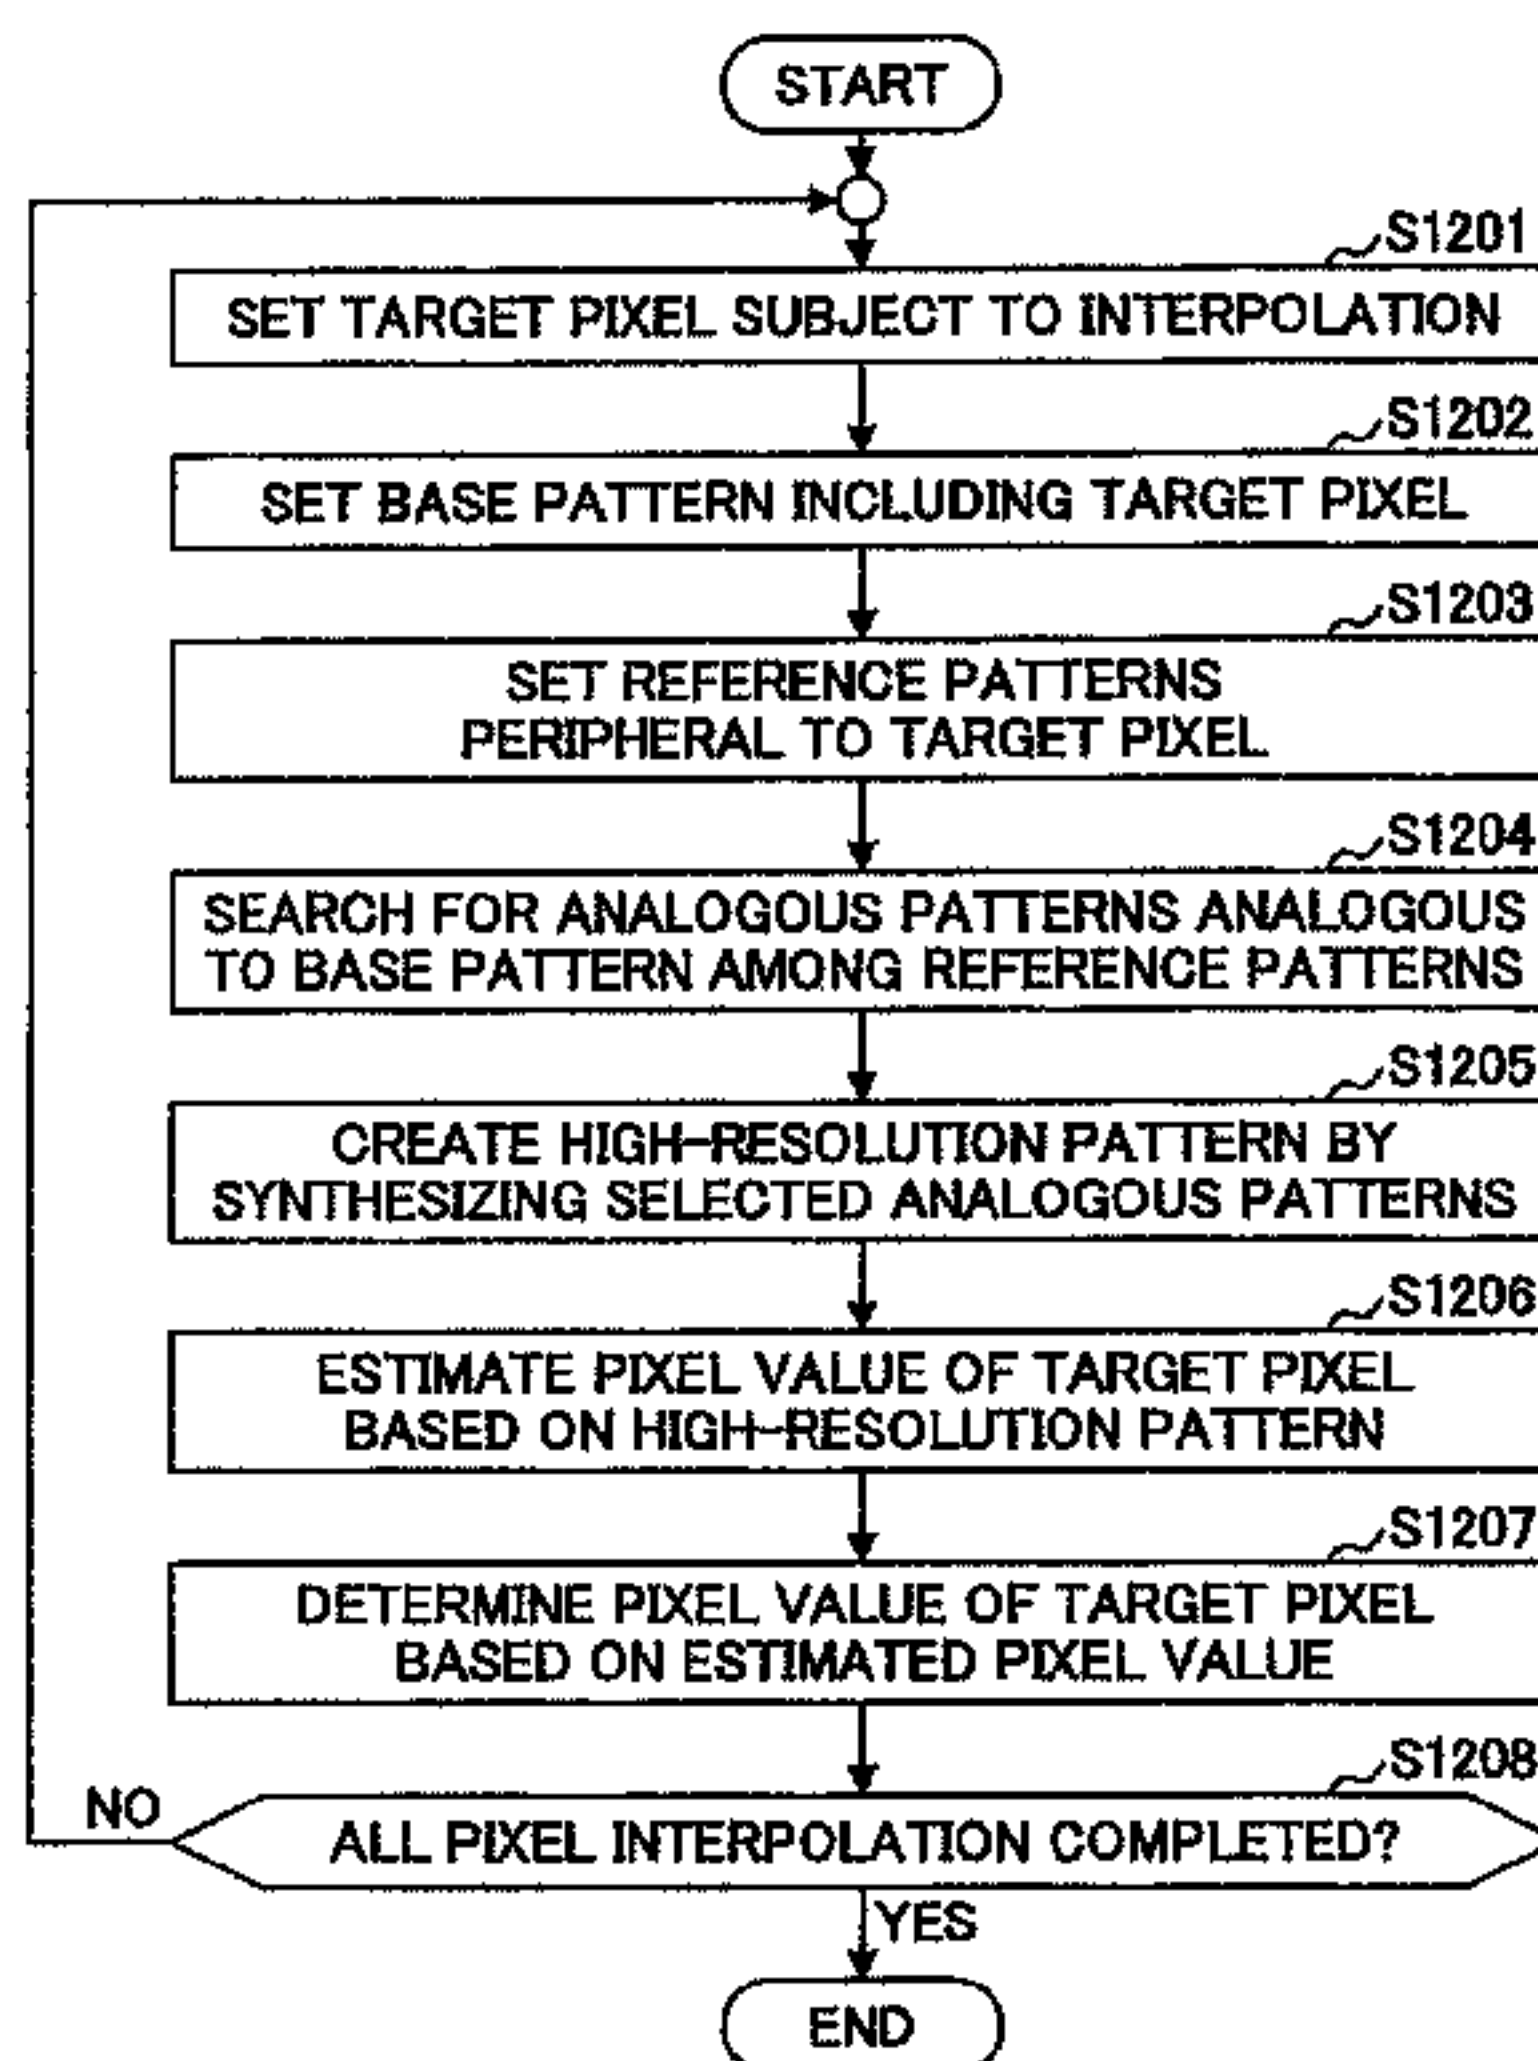 START
S1201
SET TARGET PIXEL SUBJECT TO INTERPOLATION
S1202
SET BASE PATTERN INCLUDING TARGET PIXEL
S1203
SET REFERENCE PATTERNS
PERIPHERAL TO TARGET PIXEL
S1204
SEARCH FOR ANALOGOUS PATTERNS ANALOGOUS
TO BASE PATTERN AMONG REFERENCE PATTERNS
S1205
CREATE HIGH-RESOLUTION PATTERN BY
SYNTHESIZING SELECTED ANALOGOUS PATTERNS
S1206
ESTIMATE PIXEL VALUE OF TARGET PIXEL
BASED ON HIGH-RESOLUTION PATTERN
S1207
DETERMINE PIXEL VALUE OF TARGET PIXEL
BASED ON ESTIMATED PIXEL VALUE
S1208
NO
ALL PIXEL INTERPOLATION COMPLETED?
YES
END